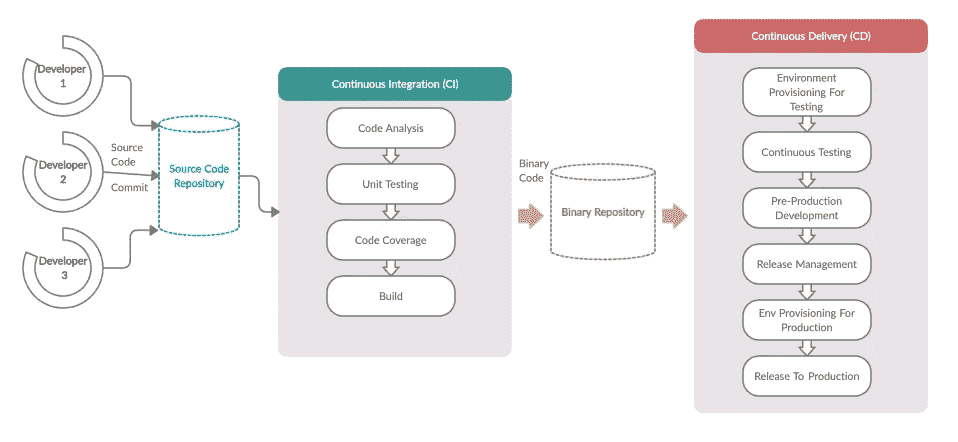 Developer
1
Developer
2
Developer
3
Source
Code
Commit
Source Code
Repository
Continuous Integration (CI)
Code Analysis
Unit Testing
Code Coverage
Build
Binary
Code
Binary Repository
Continuous Delivery (CD)
Environment
Provisioning For
Testing
Continuous Testing
Pre-Production
Development
Release Management
Env Provisioning For
Production
Release To Production